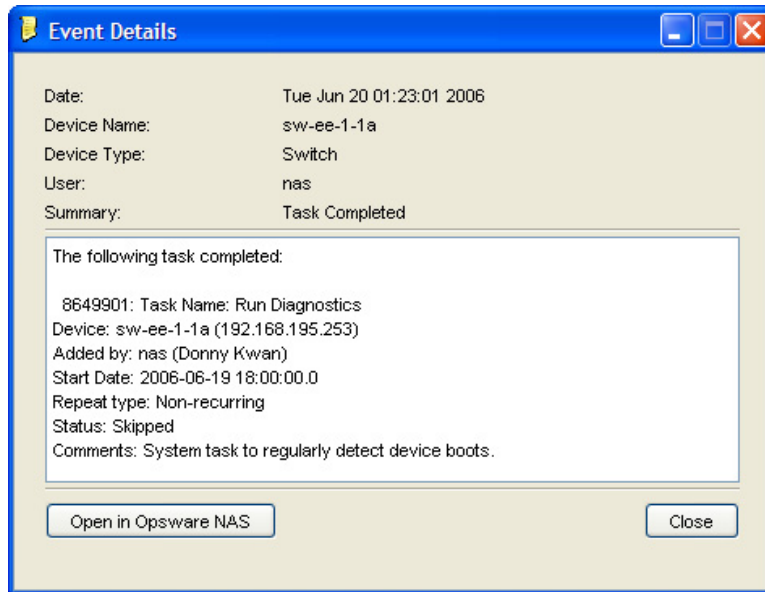 Event Details
Date: Tue Jun 20 01:23:01 2006
Device Name: sw-ee-1-1a
Device Type: Switch
User: nas
Summary: Task Completed
The following task completed:
8649901: Task Name: Run Diagnostics
Device: sw-ee-1-1a (192.168.195.253)
Added by: nas (Donny Kwan)
Start Date: 2006-06-19 18:00:00.0
Repeat type: Non-recurring
Status: Skipped
Comments: System task to regularly detect device boots.
Open in Opsware NAS Close